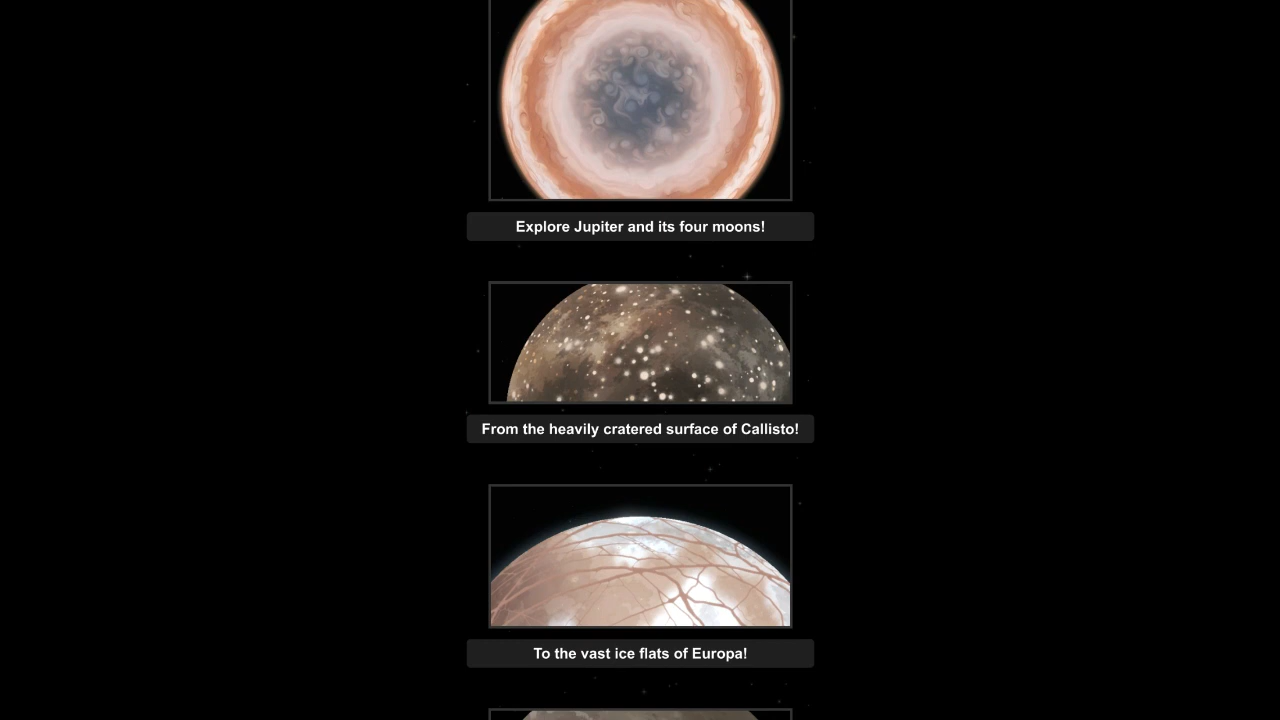 Explore Jupiter and its four moons!
From the heavily cratered surface of Callisto!
To the vast ice flats of Europa!